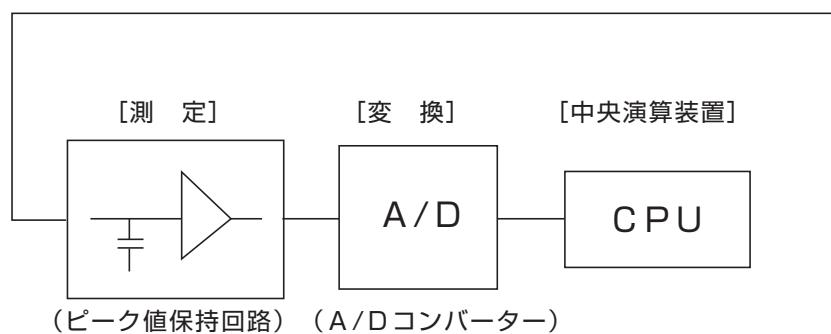 [測　定]　[変　換]　[中央演算装置]
A/D　CPU
(ピーク値保持回路)　(A/Dコンバーター)